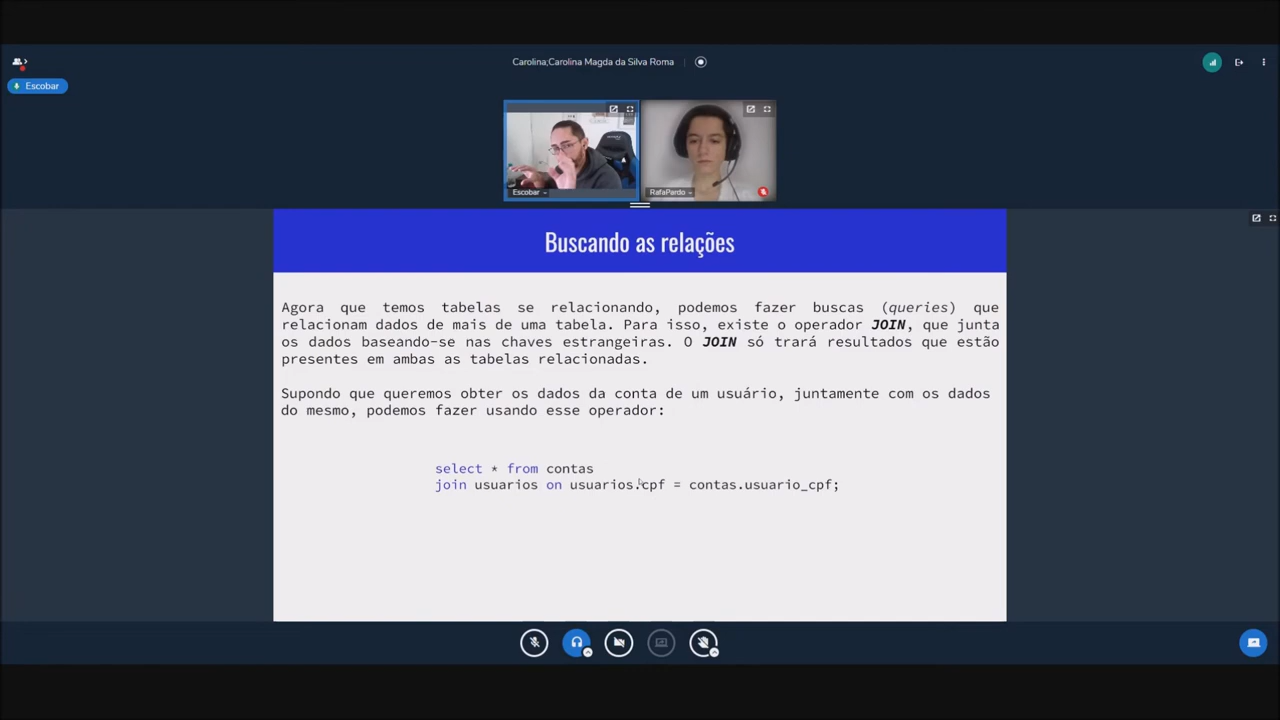 Carolina;Carolina Magda da Silva Roma
Escobar
Escobar
RafaPardo
Buscando as relações
Agora que temos tabelas se relacionando, podemos fazer buscas (queries) que
relacionam dados de mais de uma tabela. Para isso, existe o operador JOIN, que junta
os dados baseando-se nas chaves estrangeiras. O JOIN só trará resultados que estão
presentes em ambas as tabelas relacionadas.
Supondo que queremos obter os dados da conta de um usuário, juntamente com os dados
do mesmo, podemos fazer usando esse operador:
select * from contas
join usuarios on usuarios.cpf = contas.usuario_cpf;